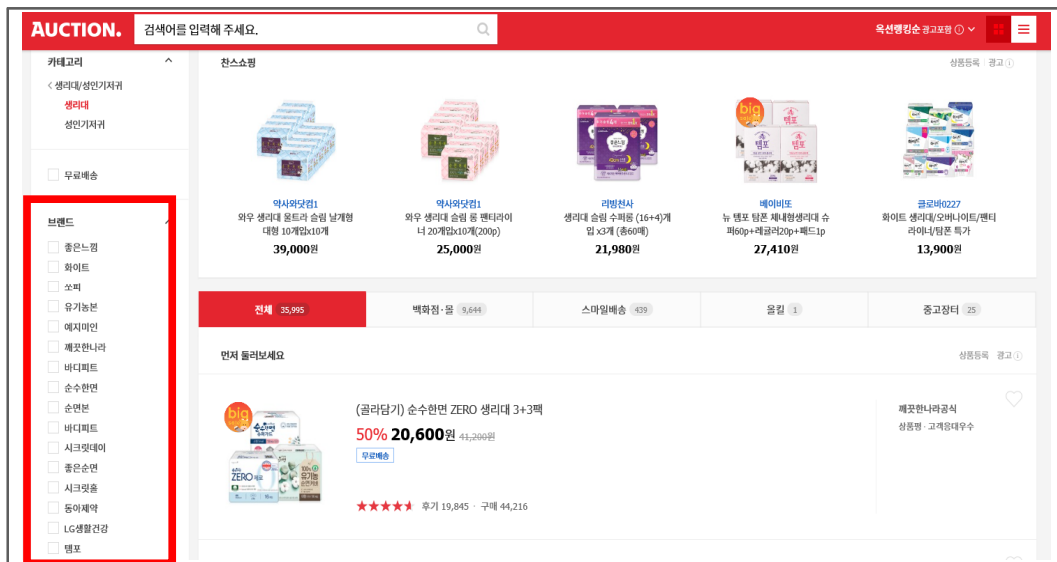 AUCTION.
검색어를 입력해 주세요.
옥션랭킹순 광고포함
카테고리
< 생리대/성인기저귀
생리대
성인기저귀
무료배송
브랜드
좋은느낌
화이트
쏘피
유기농본
예지미인
깨끗한나라
바디피트
순수한면
순면본
바디피트
시크릿데이
좋은순면
시크릿홀
동아제약
LG생활건강
템포
찬스쇼핑
상품등록 광고
약사와닷컴1
와우 생리대 울트라 슬림 날개형
대형 10개입x10개
39,000원
약사와닷컴1
와우 생리대 슬림 롱 팬티라이
너 20개입x10개(200p)
25,000원
리빙천사
생리대 슬림 수퍼롱 (16+4)개
입 x3개 (총60매)
21,980원
big
템포
템포
베이비또
뉴 템포 탐폰 체내형생리대 슈
퍼60p+레귤러20p+패드1p
27,410원
글로바0227
화이트 생리대/오버나이트/팬티
라이너/탐폰 특가
13,900원
전체 35,995
백화점·몰 9,644
스마일배송 439
올킬 1
중고장터 25
먼저 둘러보세요
상품등록 광고
big
순수한면
ZERO
100%
유기농
(골라담기) 순수한면 ZERO 생리대 3+3팩
50% 20,600원 41,200원
무료배송
후기 19,845 · 구매 44,216
깨끗한나라공식
상품평 · 고객응대우수